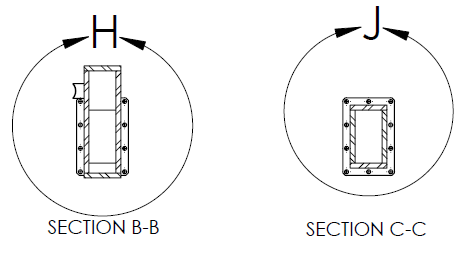 H
J
SECTION B-B
SECTION C-C